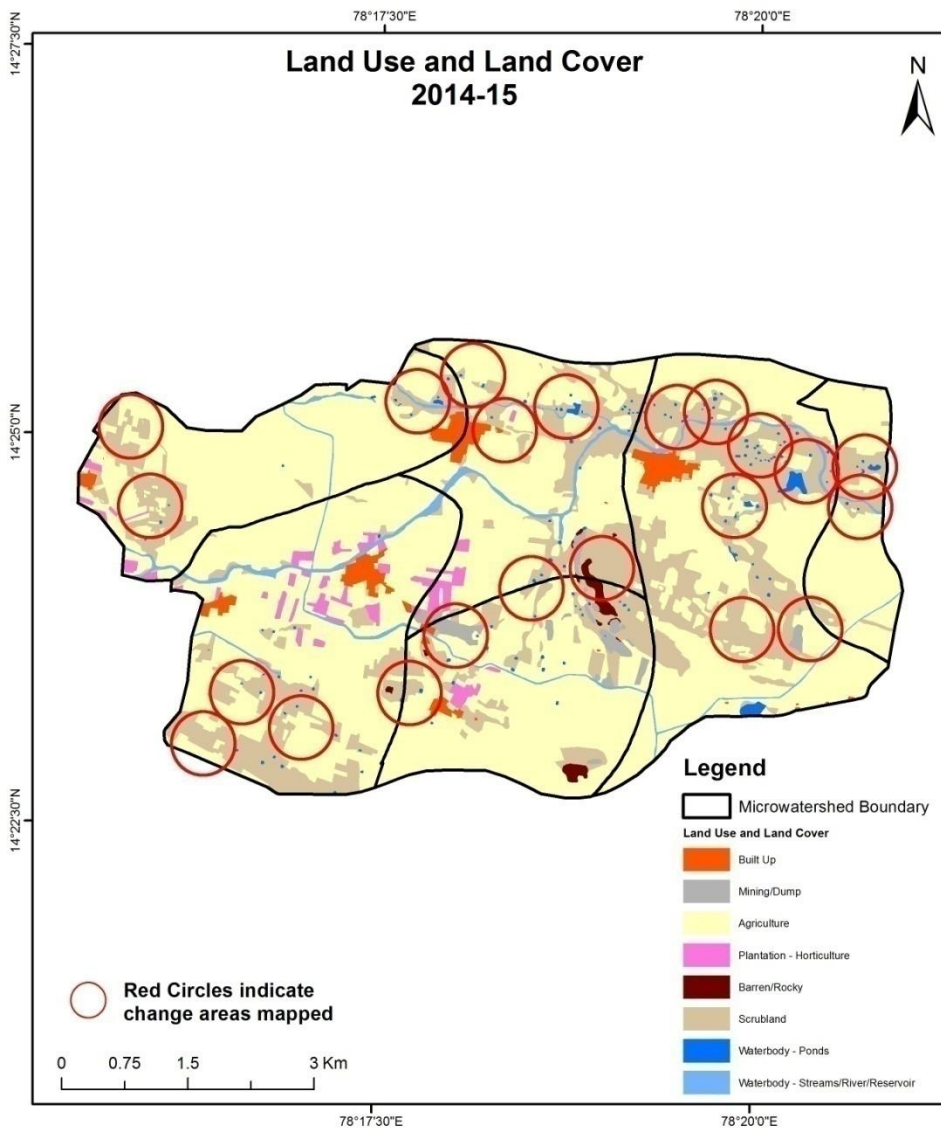 78°17'30"E
78°20'0"E
14°27'30"N
Land Use and Land Cover
2014-15
N
14°25'0"N
14°22'30"N
Legend
Microwatershed Boundary
Land Use and Land Cover
Built Up
Mining/Dump
Agriculture
Plantation - Horticulture
Barren/Rocky
Scrubland
Waterbody - Ponds
Waterbody - Streams/River/Reservoir
Red Circles indicate
change areas mapped
0 0.75 1.5 3 Km
78°17'30"E
78°20'0"E